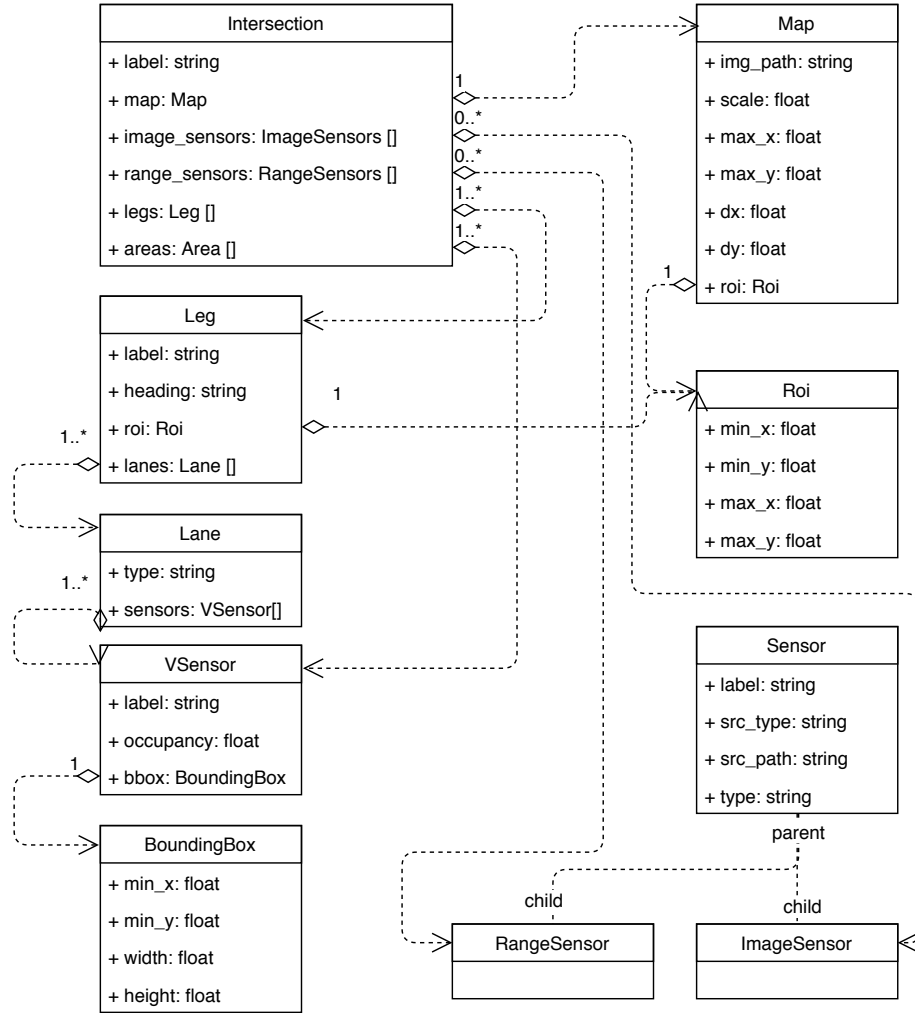 Intersection
+ label: string
+ map: Map
+ image_sensors: ImageSensors []
+ range_sensors: RangeSensors []
+ legs: Leg []
+ areas: Area []
1
0..*
0..*
1..*
1..*
Map
+ img_path: string
+ scale: float
+ max_x: float
+ max_y: float
+ dx: float
+ dy: float
+ roi: Roi
1
Leg
+ label: string
+ heading: string
+ roi: Roi
+ lanes: Lane []
1
1..*
Roi
+ min_x: float
+ min_y: float
+ max_x: float
+ max_y: float
Lane
+ type: string
+ sensors: VSensor[]
1..*
VSensor
+ label: string
+ occupancy: float
+ bbox: BoundingBox
1
Sensor
+ label: string
+ src_type: string
+ src_path: string
+ type: string
parent
BoundingBox
+ min_x: float
+ min_y: float
+ width: float
+ height: float
child
child
RangeSensor
ImageSensor